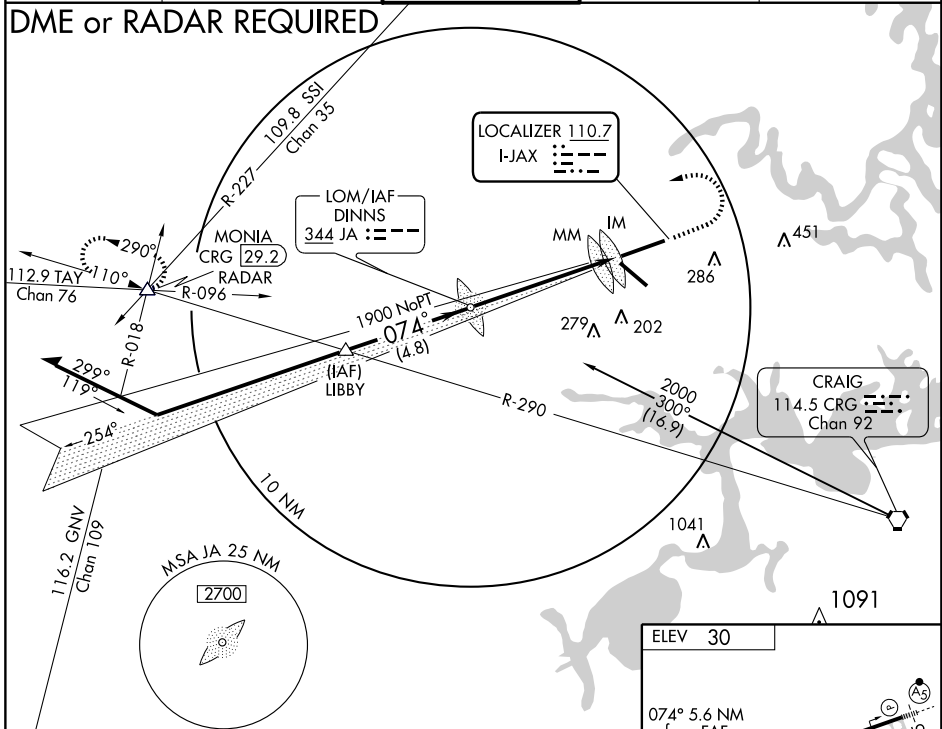 DME or RADAR REQUIRED
109.8 SSI
Chan 35
R-227
LOCALIZER 110.7
I-JAX
LOM/IAF
DINNS
344 JA
MONIA
CRG 29.2
RADAR
290°
110°
112.9 TAY
Chan 76
R-096
R-018
MM
IM
451
286
279
202
1900 NoPT
074°
(4.8)
(IAF)
LIBBY
299°
119°
254°
R-290
2000
300°
(16.9)
CRAIG
114.5 CRG
Chan 92
10 NM
116.2 GNV
Chan 109
1041
MSA JA 25 NM
2700
1091
ELEV 30
A5
P
074° 5.6 NM